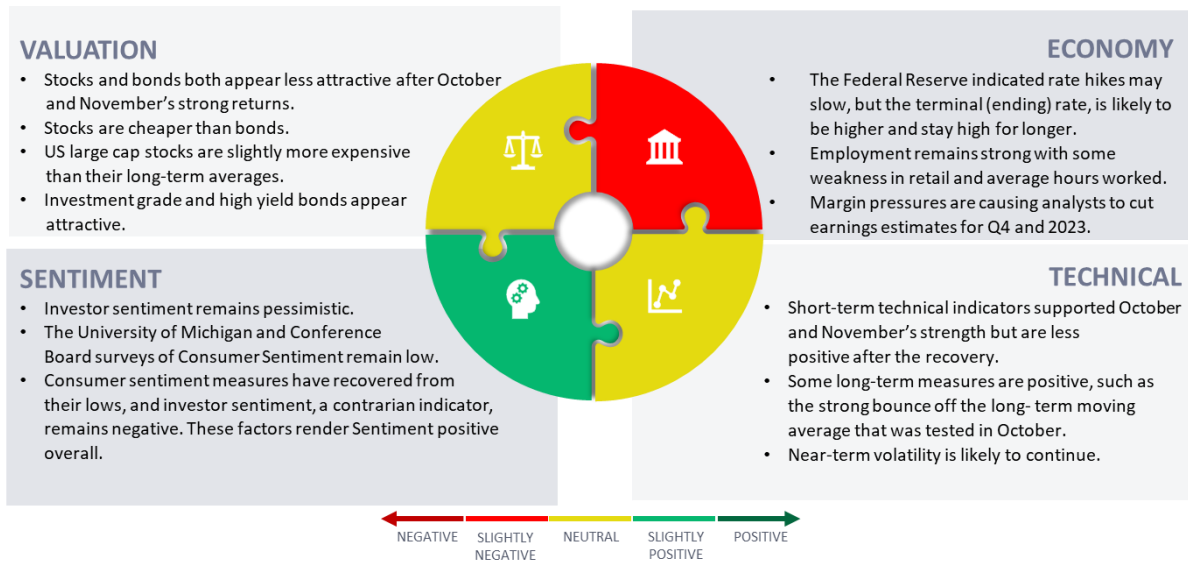 VALUATION
• Stocks and bonds both appear less attractive after October
and November's strong returns.
• Stocks are cheaper than bonds.
• US large cap stocks are slightly more expensive
than their long-term averages.
• Investment grade and high yield bonds appear
attractive.
ECONOMY
• The Federal Reserve indicated rate hikes may
slow, but the terminal (ending) rate, is likely to
be higher and stay high for longer.
• Employment remains strong with some
weakness in retail and average hours worked.
• Margin pressures are causing analysts to cut
earnings estimates for Q4 and 2023.
SENTIMENT
• Investor sentiment remains pessimistic.
• The University of Michigan and Conference
Board surveys of Consumer Sentiment remain low.
• Consumer sentiment measures have recovered from
their lows, and investor sentiment, a contrarian indicator,
remains negative. These factors render Sentiment positive
overall.
TECHNICAL
• Short-term technical indicators supported October
and November's strength but are less
positive after the recovery.
• Some long-term measures are positive, such as
the strong bounce off the long- term moving
average that was tested in October.
• Near-term volatility is likely to continue.
NEGATIVE
SLIGHTLY
NEGATIVE
NEUTRAL
SLIGHTLY
POSITIVE
POSITIVE